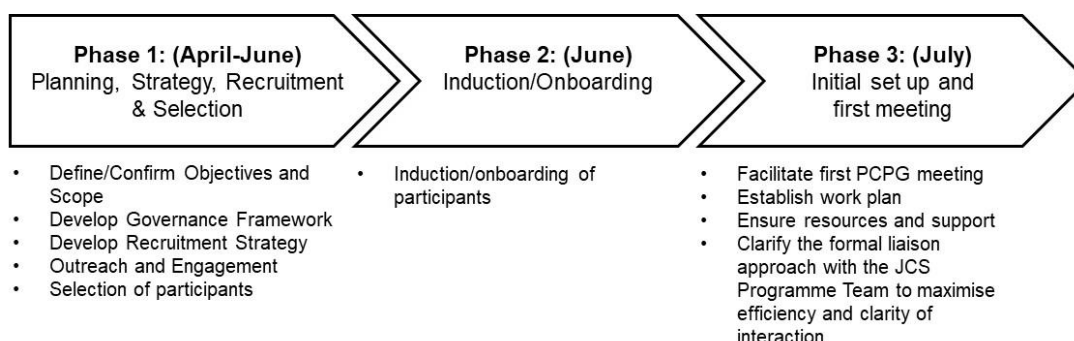 Phase 1: (April-June)
Planning, Strategy, Recruitment
& Selection
Phase 2: (June)
Induction/Onboarding
Phase 3: (July)
Initial set up and
first meeting
• Define/Confirm Objectives and
Scope
• Develop Governance Framework
• Develop Recruitment Strategy
• Outreach and Engagement
• Selection of participants
• Induction/onboarding of
participants
• Facilitate first PCPG meeting
• Establish work plan
• Ensure resources and support
• Clarify the formal liaison
approach with the JCS
Programme Team to maximise
efficiency and clarity of
interaction